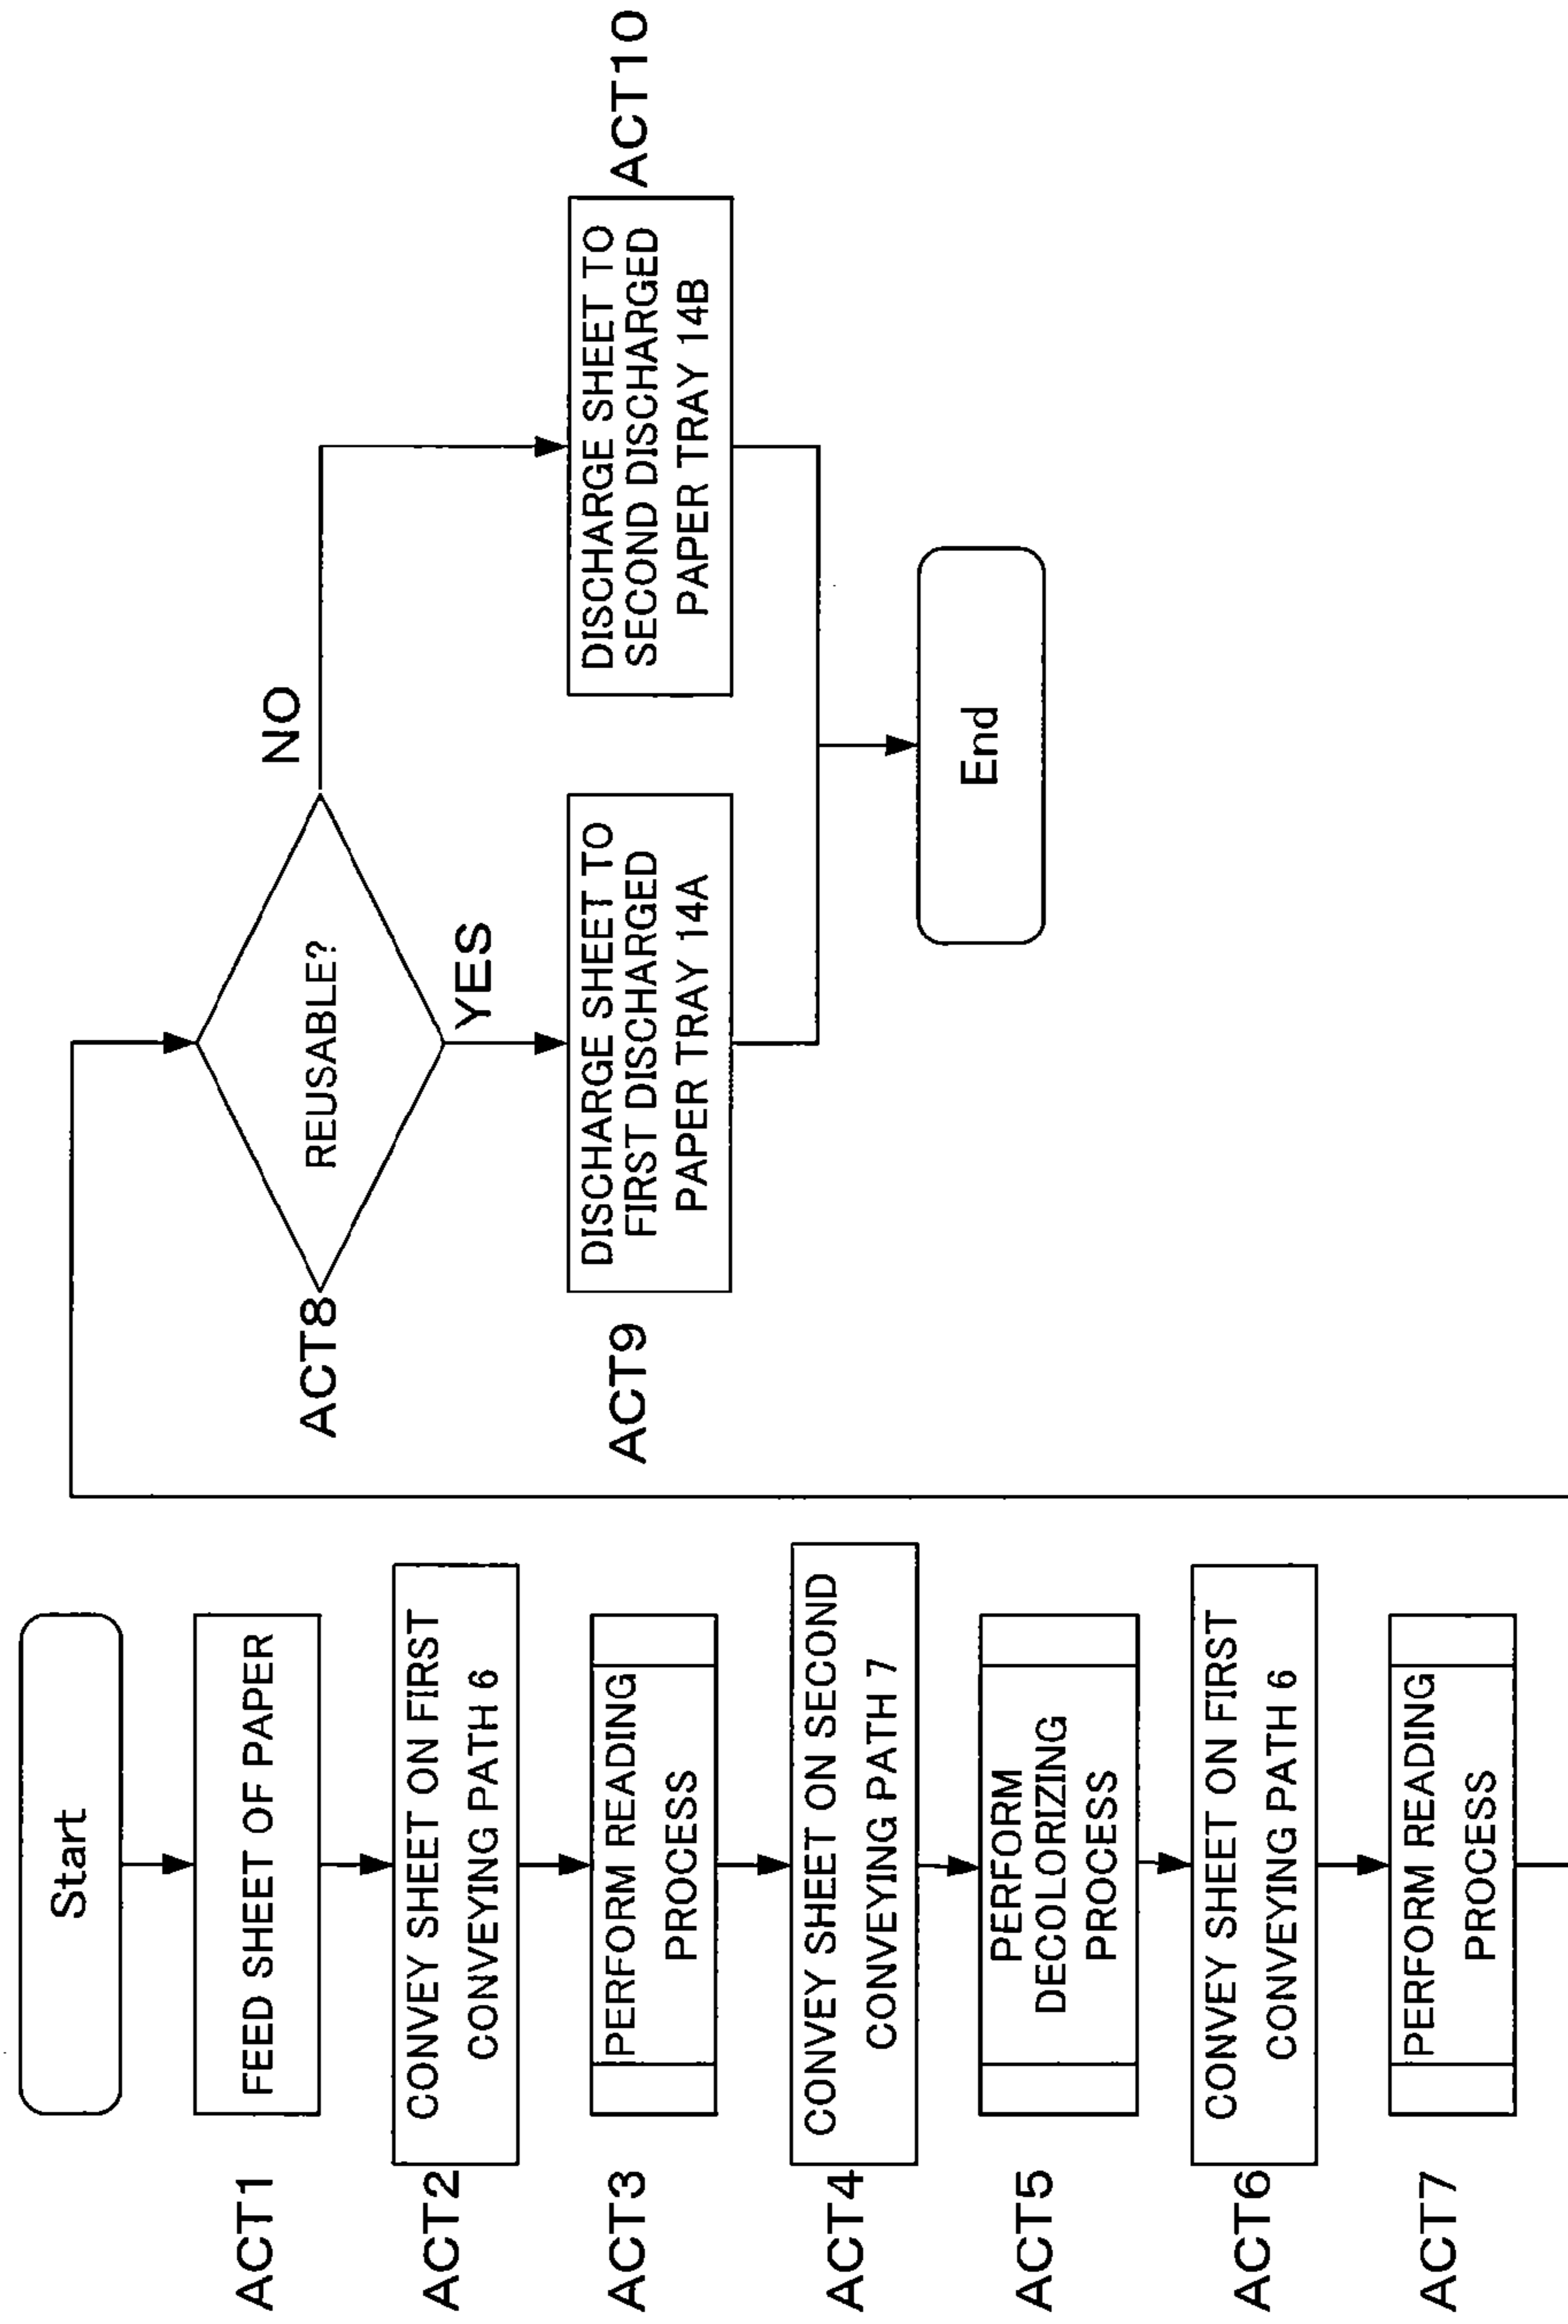 Start
ACT1
FEED SHEET OF PAPER
ACT2
CONVEY SHEET ON FIRST
CONVEYING PATH 6
ACT3
PERFORM READING
PROCESS
ACT4
CONVEY SHEET ON SECOND
CONVEYING PATH 7
ACT5
PERFORM
DECOLORIZING
PROCESS
ACT6
CONVEY SHEET ON FIRST
CONVEYING PATH 6
ACT7
PERFORM READING
PROCESS
ACT8
REUSABLE?
NO
YES
ACT9
DISCHARGE SHEET TO
FIRST DISCHARGED
PAPER TRAY 14A
DISCHARGE SHEET TO
SECOND DISCHARGED
PAPER TRAY 14B
ACT10
End